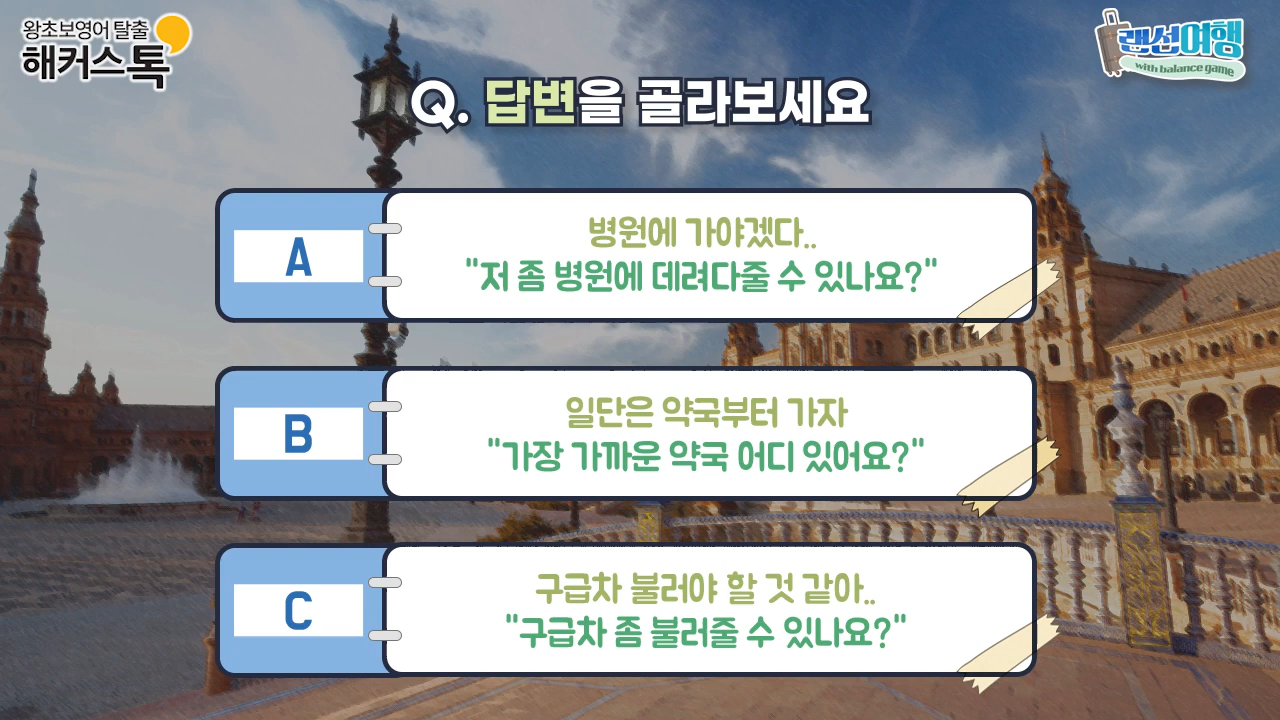 왕초보영어 탈출
해커스톡
랜선여행
with balance game
Q. 답변을 골라보세요
A
병원에 가야겠다..
"저 좀 병원에 데려다줄 수 있나요?"
B
일단은 약국부터 가자
"가장 가까운 약국 어디 있어요?"
C
구급차 불러야 할 것 같아..
"구급차 좀 불러줄 수 있나요?"